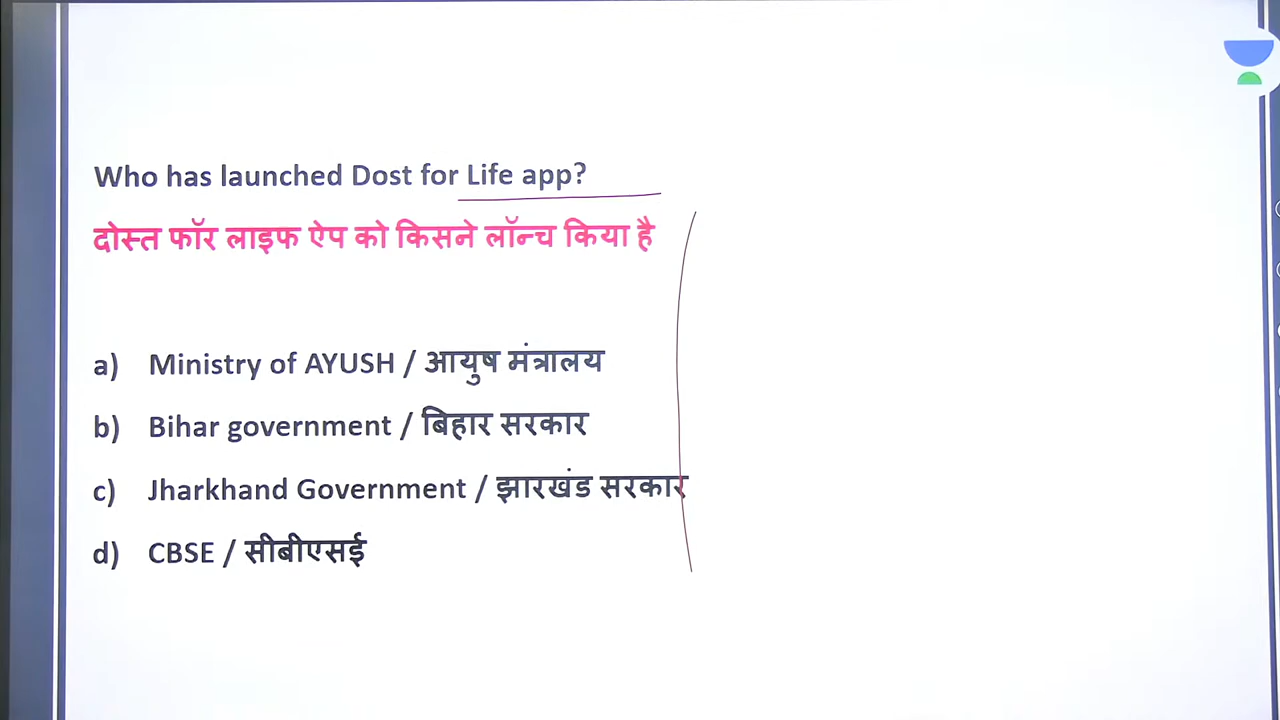 Who has launched Dost for Life app?
दोस्त फॉर लाइफ ऐप को किसने लॉन्च किया है
a) Ministry of AYUSH / आयुष मंत्रालय
b) Bihar government / बिहार सरकार
c) Jharkhand Government / झारखंड सरकार
d) CBSE / सीबीएसई